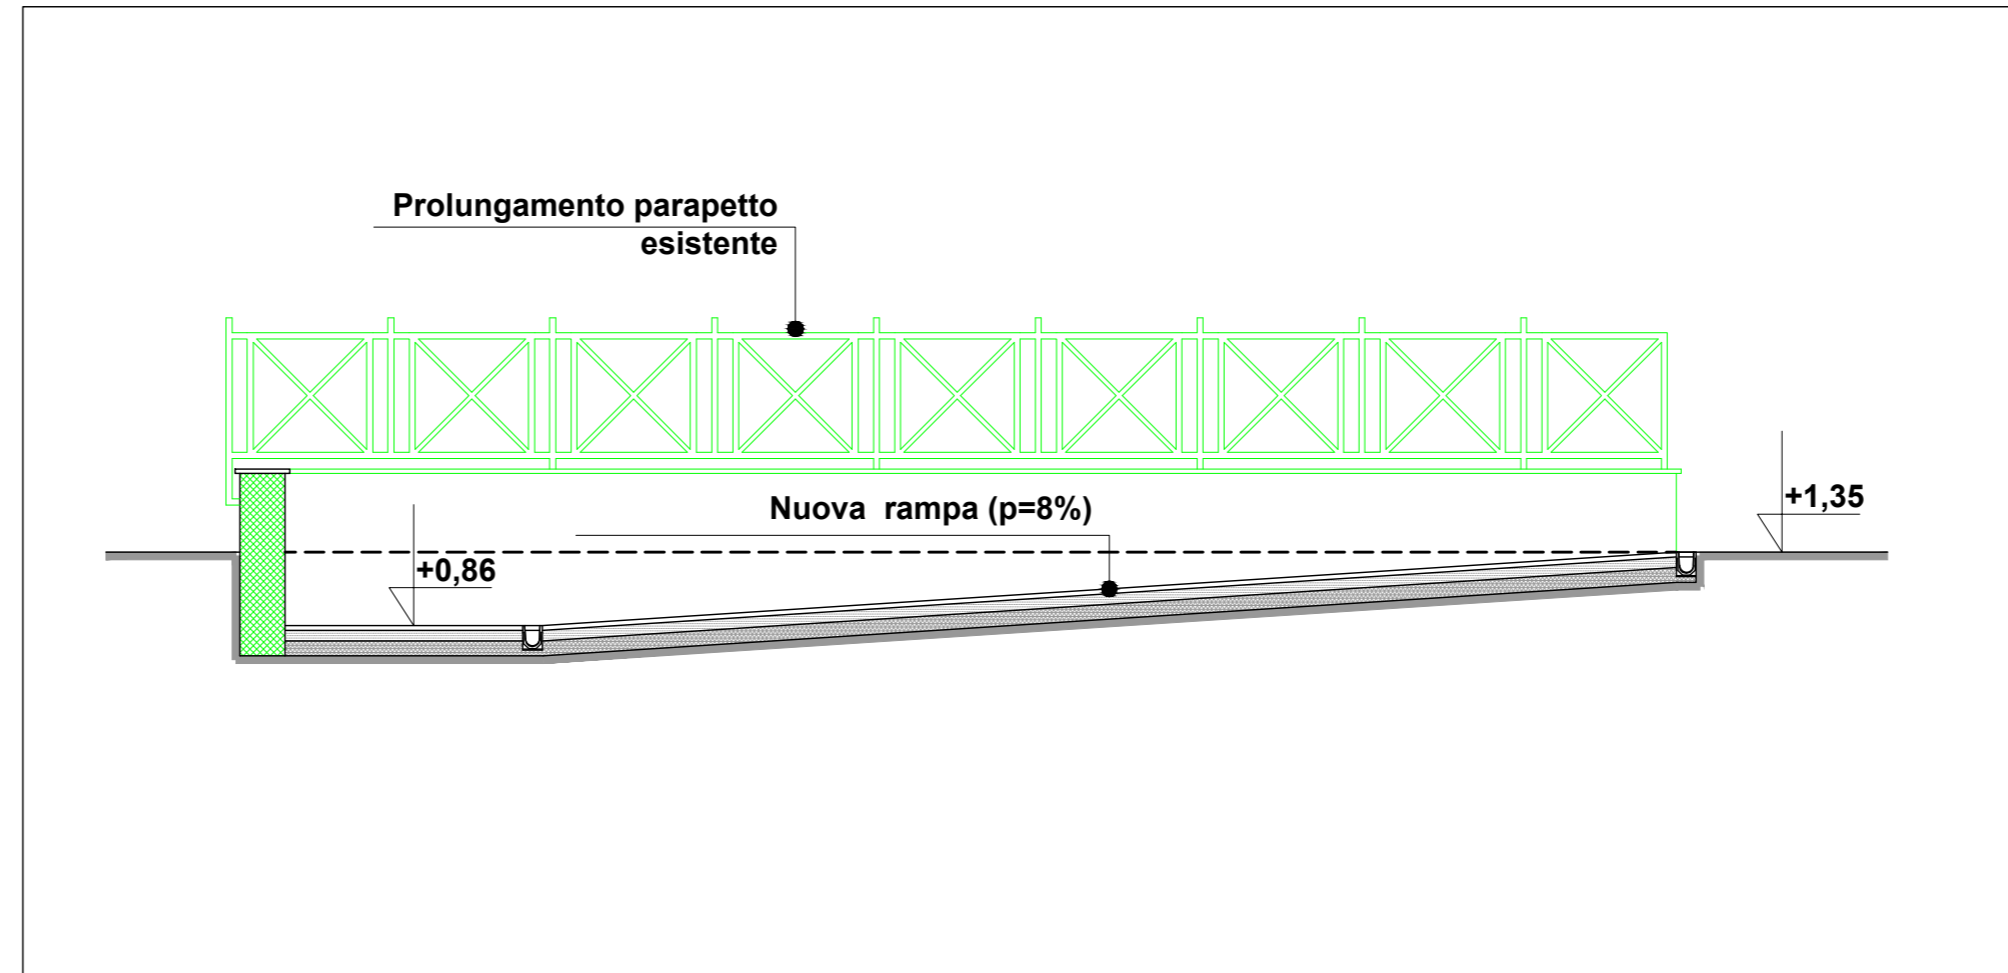 Prolungamento parapetto
esistente
Nuova rampa (p=8%)
+1,35
+0,86